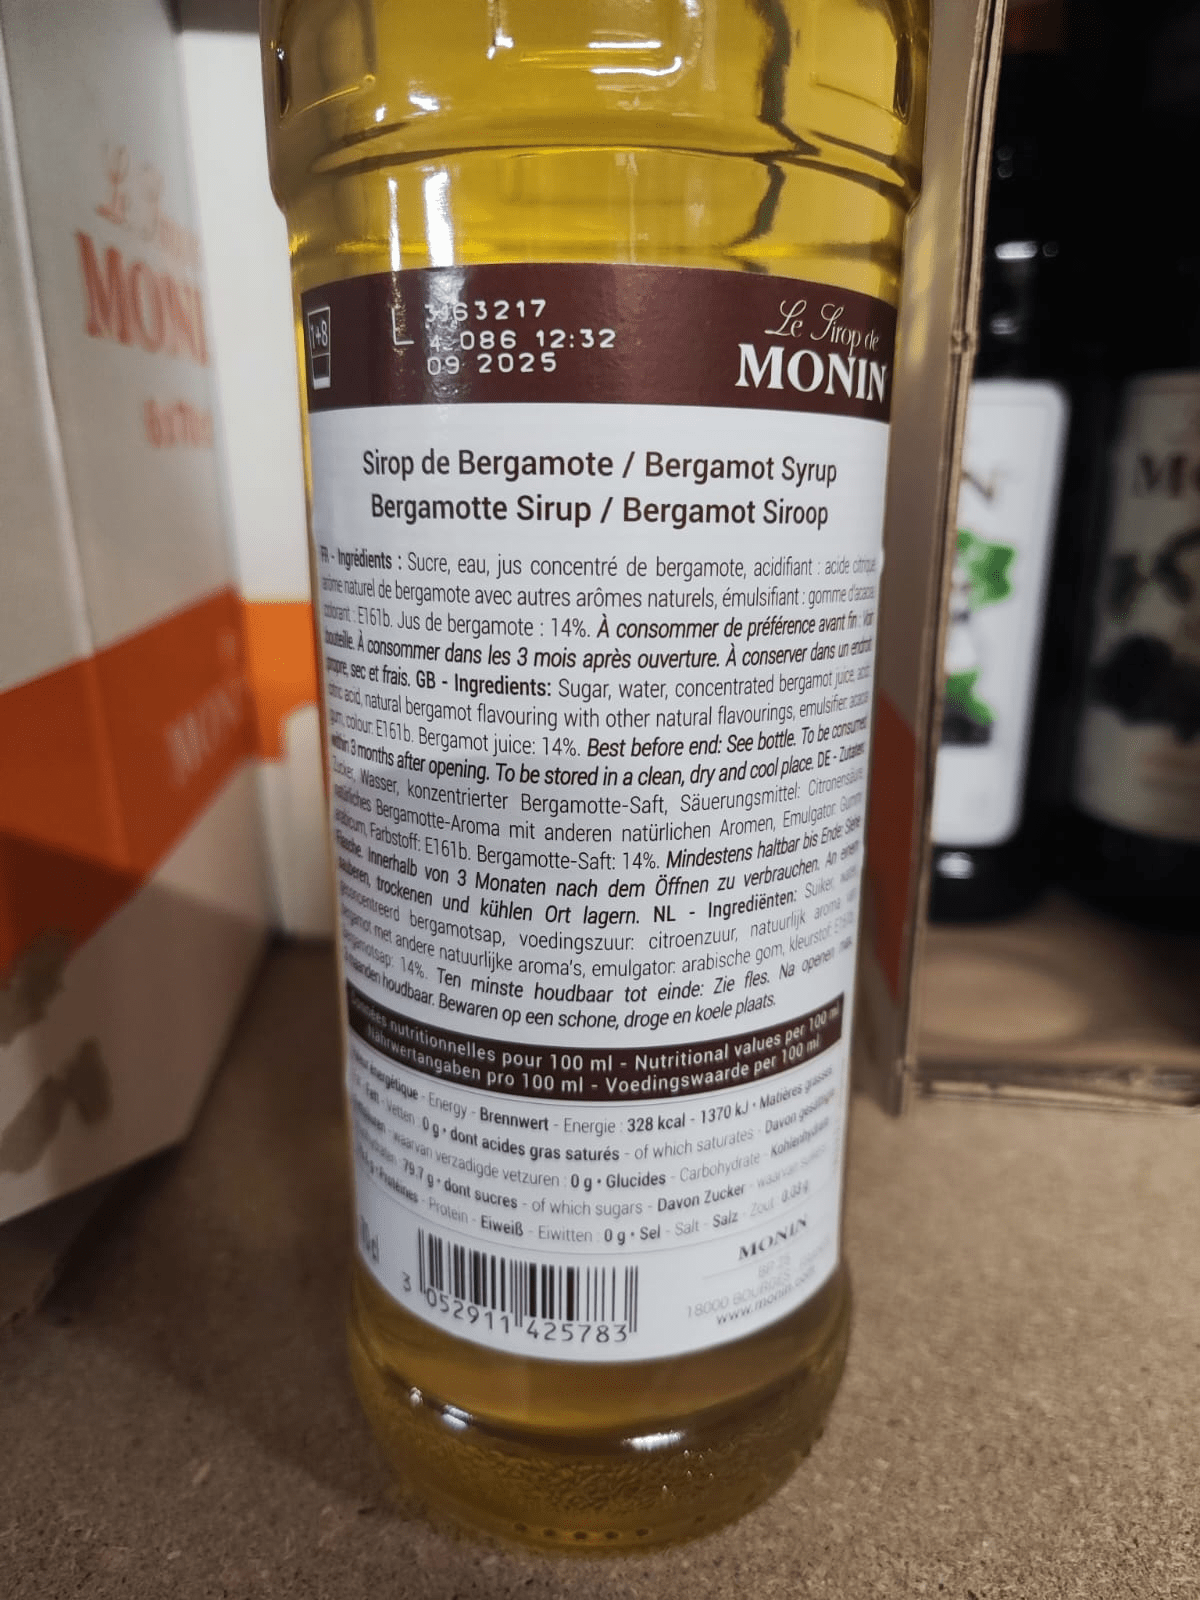 Le Sirop de
MONIN
1+8
L 3163217
086 12:32
09 2025
Sirop de Bergamote / Bergamot Syrup
Bergamotte Sirup / Bergamot Siroop
FR - Ingrédients : Sucre, eau, jus concentré de bergamote, acidifiant : acide citrique,
arôme naturel de bergamote avec autres arômes naturels, émulsifiant : gomme d'acacia,
colorant : E161b. Jus de bergamote : 14%. À consommer de préférence avant fin : Voir
bouteille. À consommer dans les 3 mois après ouverture. À conserver dans un endroit
propre, sec et frais. GB - Ingredients: Sugar, water, concentrated bergamot juice, acid:
citric acid, natural bergamot flavouring with other natural flavourings, emulsifier: acacia
gum, colour: E161b. Bergamot juice: 14%. Best before end: See bottle. To be consumed
within 3 months after opening. To be stored in a clean, dry and cool place. DE - Zutaten:
Zucker, Wasser, konzentrierter Bergamotte-Saft, Säuerungsmittel: Citronensäure,
natürliches Bergamotte-Aroma mit anderen natürlichen Aromen, Emulgator: Gummi
arabicum, Farbstoff: E161b. Bergamotte-Saft: 14%. Mindestens haltbar bis Ende: Siehe
Flasche. Innerhalb von 3 Monaten nach dem Öffnen zu verbrauchen. An einem
sauberen, trockenen und kühlen Ort lagern. NL - Ingrediënten: Suiker, water,
geconcentreerd bergamotsap, voedingszuur: citroenzuur, natuurlijk aroma van
bergamot met andere natuurlijke aroma's, emulgator: arabische gom, kleurstof: E161b.
Bergamotsap: 14%. Ten minste houdbaar tot einde: Zie fles. Na openen max.
3 maanden houdbaar. Bewaren op een schone, droge en koele plaats.
Données nutritionnelles pour 100 ml - Nutritional values per 100 ml
Nährwertangaben pro 100 ml - Voedingswaarde per 100 ml
Valeur énergétique - Energy - Brennwert - Energie : 328 kcal - 1370 kJ • Matières grasses
Fett - Vetten : 0 g • dont acides gras saturés - of which saturates - Davon gesättigte
waarvan verzadigde vetzuren : 0 g • Glucides - Carbohydrate - Kohlenhydrate
79.7 g • dont sucres - of which sugars - Davon Zucker - waarvan suikers
Protéines - Protein - Eiweiß - Eiwitten : 0 g • Sel - Salt - Salz - Zout : 0.03 g
70 cl
3 052911 425783
MONIN
18000 BOURGES
www.monin.com